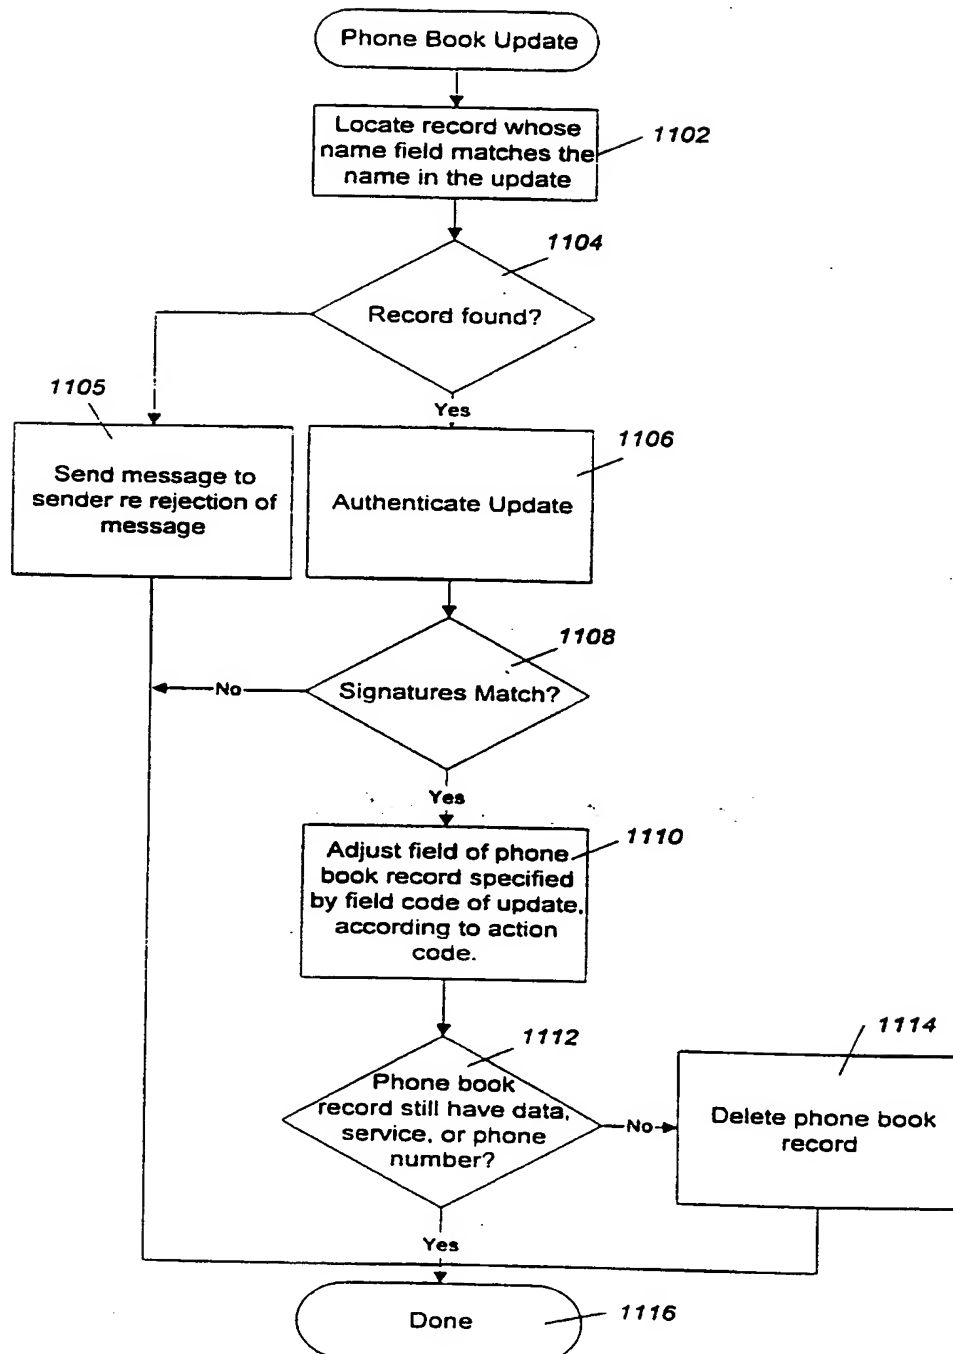 Phone Book Update
Locate record whose
name field matches the
name in the update
1102
1104
Record found?
1105
Yes
1106
Send message to
sender re rejection of
message
Authenticate Update
1108
Signatures Match?
No
Yes
1110
Adjust field of phone
book record specified
by field code of update,
according to action
code.
1112
1114
Phone book
record still have data,
service, or phone
number?
No
Delete phone book
record
Yes
Done
1116